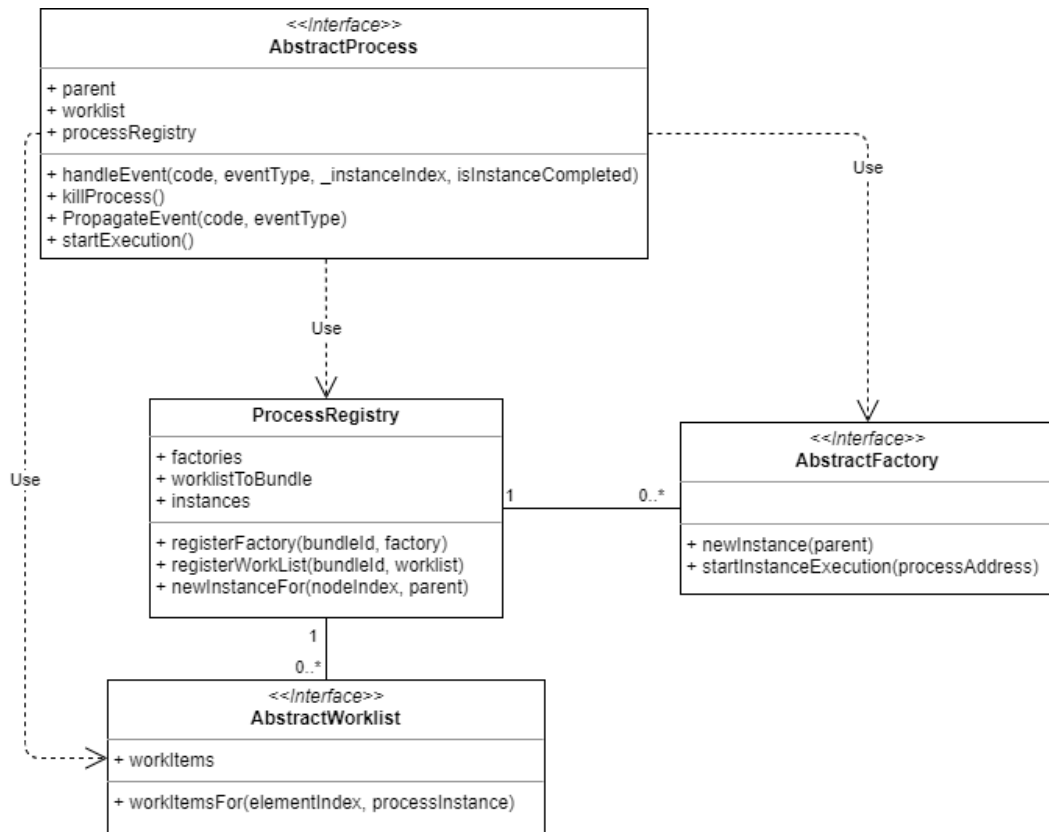 <<Interface>>
AbstractProcess
+ parent
+ worklist
+ processRegistry
+ handleEvent(code, eventType, _instanceIndex, isInstanceCompleted)
+ killProcess()
+ PropagateEvent(code, eventType)
+ startExecution()
Use
Use
ProcessRegistry
+ factories
+ worklistToBundle
+ instances
+ registerFactory(bundleId, factory)
+ registerWorkList(bundleId, worklist)
+ newInstanceFor(nodeIndex, parent)
1
0..*
<<Interface>>
AbstractFactory
+ newInstance(parent)
+ startInstanceExecution(processAddress)
Use
1
0..*
<<Interface>>
AbstractWorklist
+ workItems
+ workItemsFor(elementIndex, processInstance)